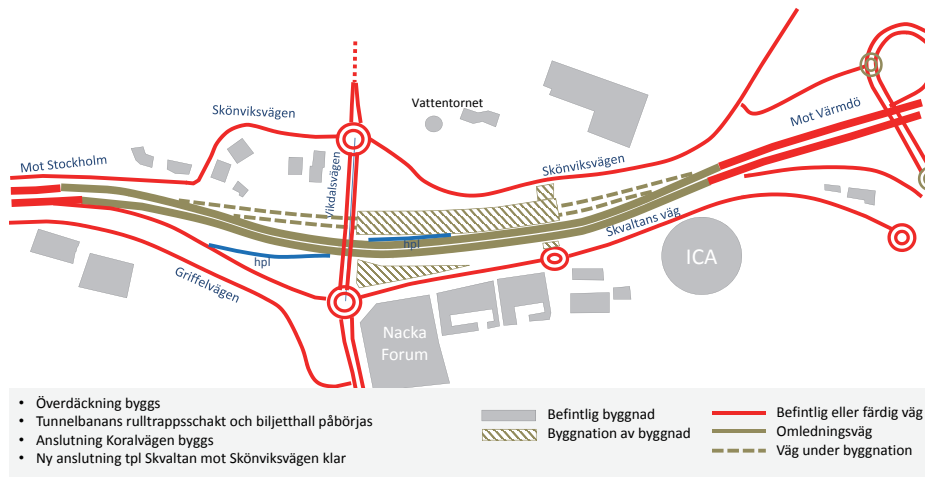 Vattentornet
Skönviksvägen
Mot Värmdö
Mot Stockholm
Skönviksvägen
Vikdalsvägen
Skvaltans väg
hpl
hpl
ICA
Griffelvägen
Nacka
Forum
• Överdäckning byggs
• Tunnelbanans rulltrappsschakt och biljetthall påbörjas
• Anslutning Koralvägen byggs
• Ny anslutning tpl Skvaltan mot Skönviksvägen klar
Befintlig byggnad
Byggnation av byggnad
Befintlig eller färdig väg
Omledningsväg
Väg under byggnation